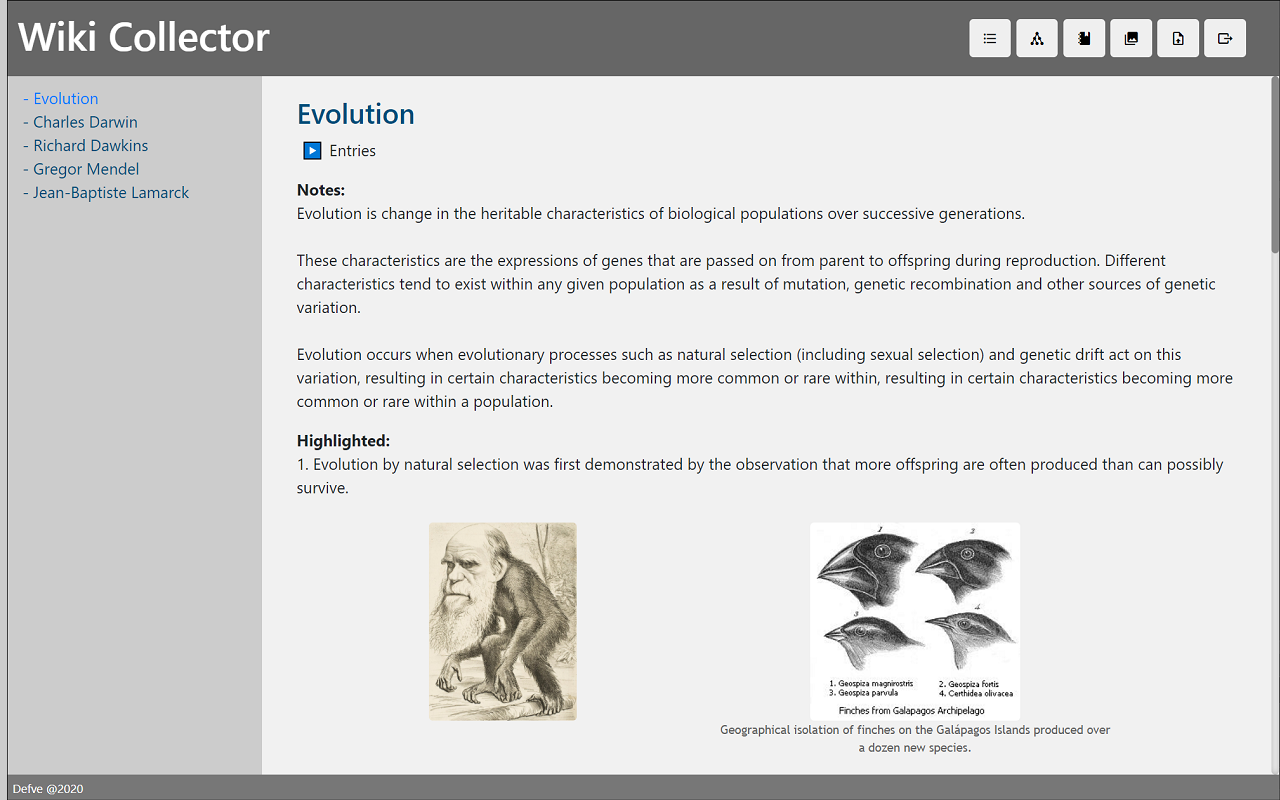 Wiki Collector
- Evolution
- Charles Darwin
- Richard Dawkins
- Gregor Mendel
- Jean-Baptiste Lamarck
Evolution
Entries
Notes:
Evolution is change in the heritable characteristics of biological populations over successive generations.
These characteristics are the expressions of genes that are passed on from parent to offspring during reproduction. Different
characteristics tend to exist within any given population as a result of mutation, genetic recombination and other sources of genetic
variation.
Evolution occurs when evolutionary processes such as natural selection (including sexual selection) and genetic drift act on this
variation, resulting in certain characteristics becoming more common or rare within, resulting in certain characteristics becoming more
common or rare within a population.
Highlighted:
1. Evolution by natural selection was first demonstrated by the observation that more offspring are often produced than can possibly
survive.
1 3
3 4
1. Geospiza magnirostris 2. Geospiza fortis
3. Geospiza parvula 4. Certhidea olivacea
Finches from Galapagos Archipelago
Geographical isolation of finches on the Galápagos Islands produced over
a dozen new species.
Defve @2020